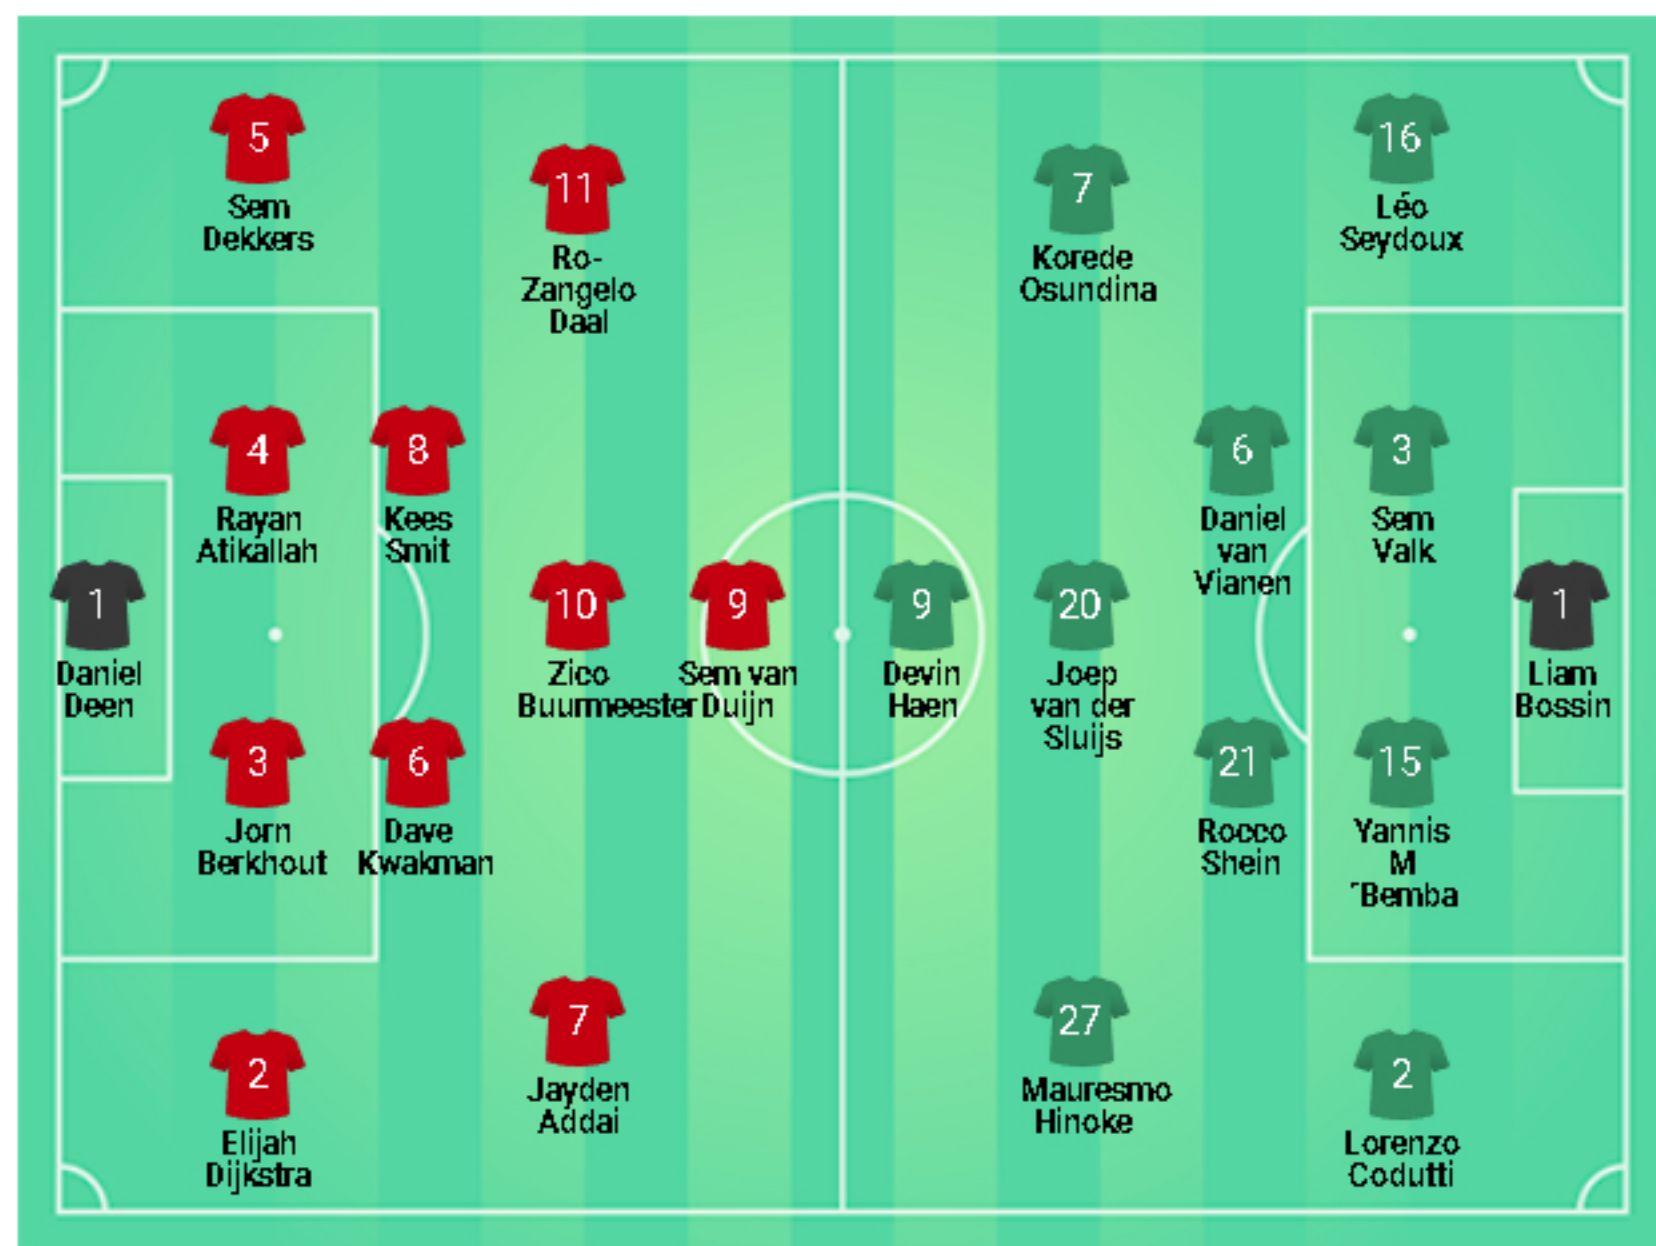 5
Sem
Dekkers
11
Ro-
Zangelo
Daal
7
Korede
Osundina
16
Léo
Seydoux
4
Rayan
Atikallah
8
Kees
Smit
6
Daniel
van
Vianen
3
Sem
Valk
1
Daniel
Deen
10
Zico
Buurmeester
9
Sem van
Duijn
9
Devin
Haen
20
Joep
van der
Sluijs
1
Liam
Bossin
3
Jorn
Berkhout
6
Dave
Kwakman
21
Rocco
Shein
15
Yannis
M
´Bemba
2
Elijah
Dijkstra
7
Jayden
Addai
27
Mauresmo
Hinoke
2
Lorenzo
Codutti